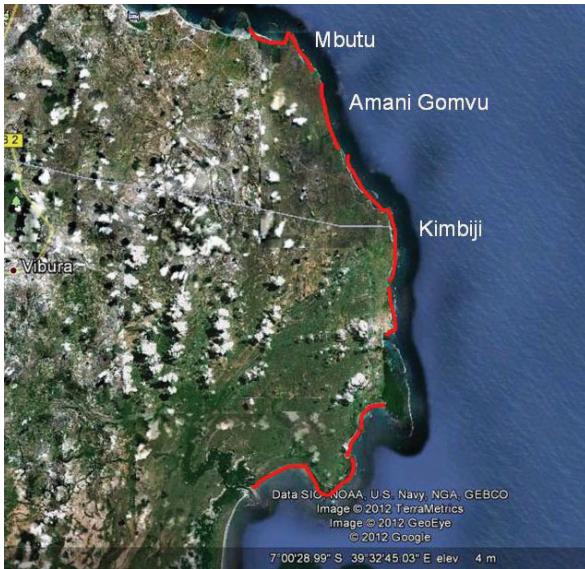 Mbutu
Amani Gomvu
B 2
Kimbiji
Vibura
Data SIO, NOAA, U.S. Navy, NGA, GEBCO
Image © 2012 TerraMetrics
Image © 2012 GeoEye
© 2012 Google
7°00'28.99" S 39°32'45.03" E elev 4 m